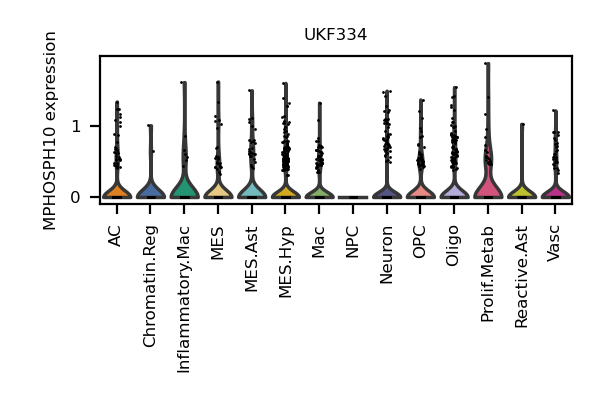 UKF334
MPHOSPH10 expression
1
0
AC
Chromatin.Reg
Inflammatory.Mac
MES
MES.Ast
MES.Hyp
Mac
NPC
Neuron
OPC
Oligo
Prolif.Metab
Reactive.Ast
Vasc